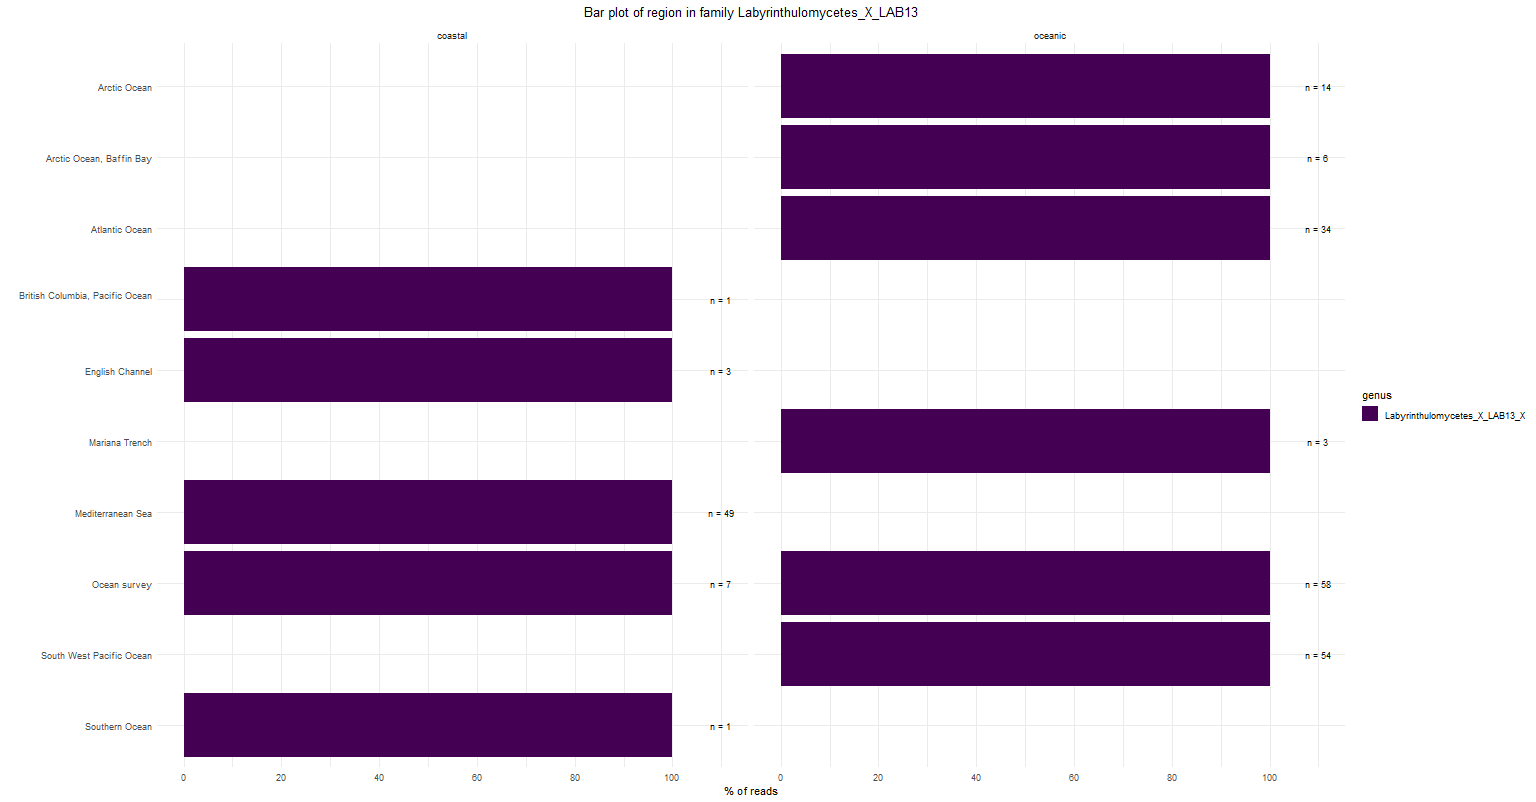 Bar plot of region in family Labyrinthulomycetes_X_LAB13
coastal
oceanic
Arctic Ocean
n = 14
Arctic Ocean, Baffin Bay
n = 6
Atlantic Ocean
n = 34
British Columbia, Pacific Ocean
n = 1
English Channel
n = 3
Mariana Trench
n = 3
Mediterranean Sea
n = 49
Ocean survey
n = 7
n = 58
South West Pacific Ocean
n = 54
Southern Ocean
n = 1
0 20 40 60 80 100
0 20 40 60 80 100
% of reads
genus
Labyrinthulomycetes_X_LAB13_X